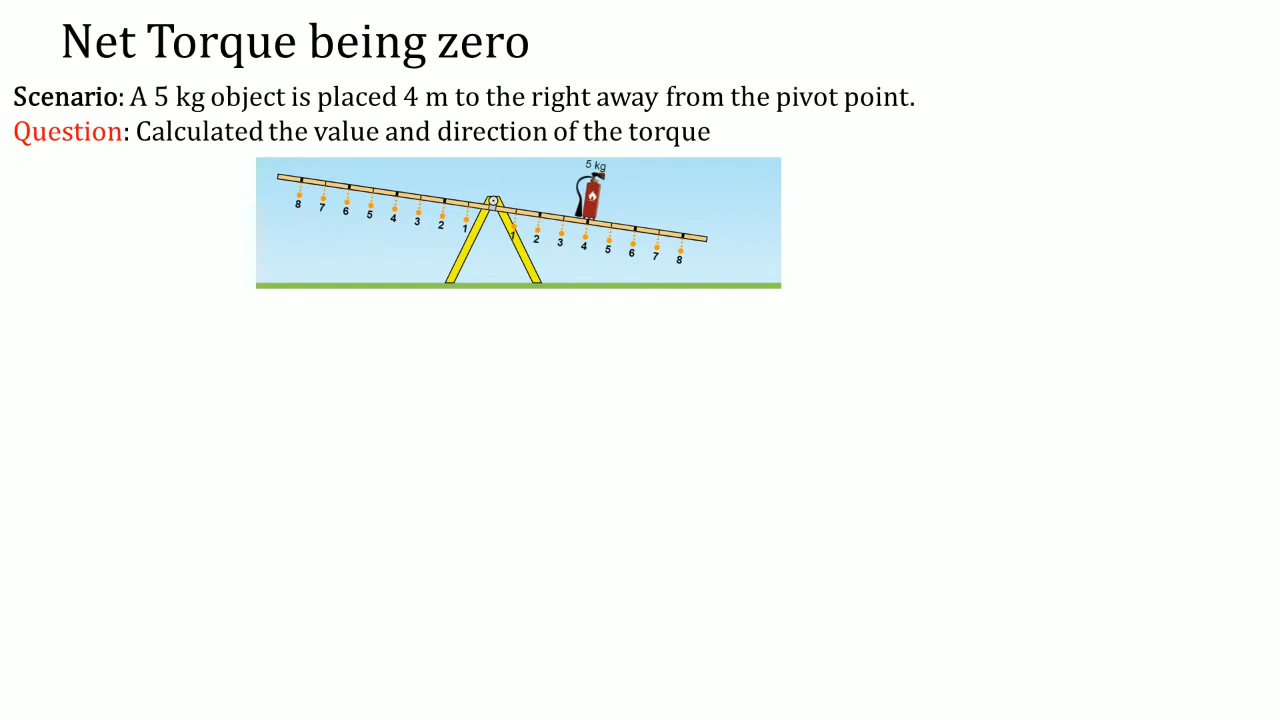 Net Torque being zero
Scenario: A 5 kg object is placed 4 m to the right away from the pivot point.
Question: Calculated the value and direction of the torque
5 kg
8 7 6 5 4 3 2 1 1 2 3 4 5 6 7 8